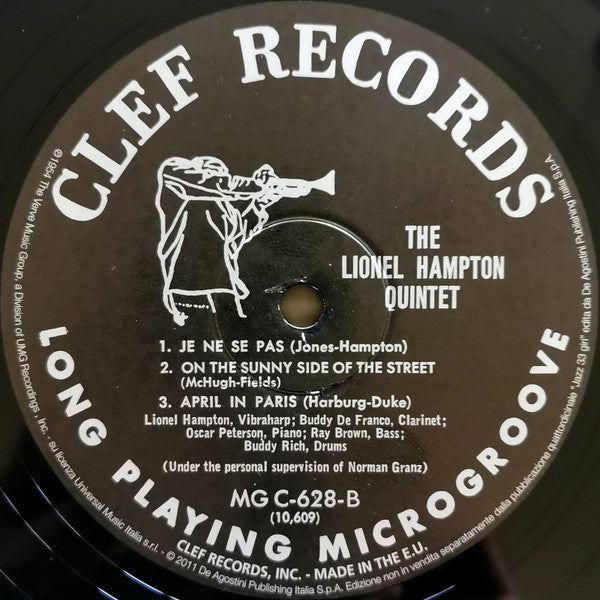 CLEF RECORDS
THE
LIONEL HAMPTON
QUINTET
1. JE NE SE PAS (Jones-Hampton)
2. ON THE SUNNY SIDE OF THE STREET
(McHugh-Fields)
3. APRIL IN PARIS (Harburg-Duke)
Lionel Hampton, Vibraharp; Buddy De Franco, Clarinet;
Oscar Peterson, Piano; Ray Brown, Bass;
Buddy Rich, Drums
(Under the personal supervision of Norman Granz)
MG C-628-B
(10,609)
CLEF RECORDS, INC. - MADE IN THE E.U.
LONG PLAYING MICROGROOVE
℗1954 The Verve Music Group, a Division of UMG Recordings, Inc. - su licenza Universal Music Italia s.r.l. - © 2011 De Agostini Publishing Italia S.p.A. Edizione non in vendita separatamente dalla pubblicazione quattordicinale "Jazz 33 giri" edita da De Agostini Publishing Italia S.p.A.